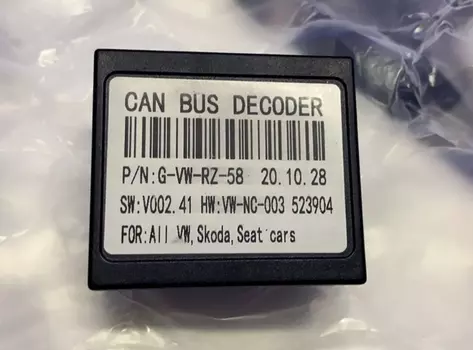 CAN BUS DECODER
P/N:G-VW-RZ-58 20.10.28
SW:V002.41 HW:VW-NC-003 523904
FOR:All VW,Skoda,Seat cars